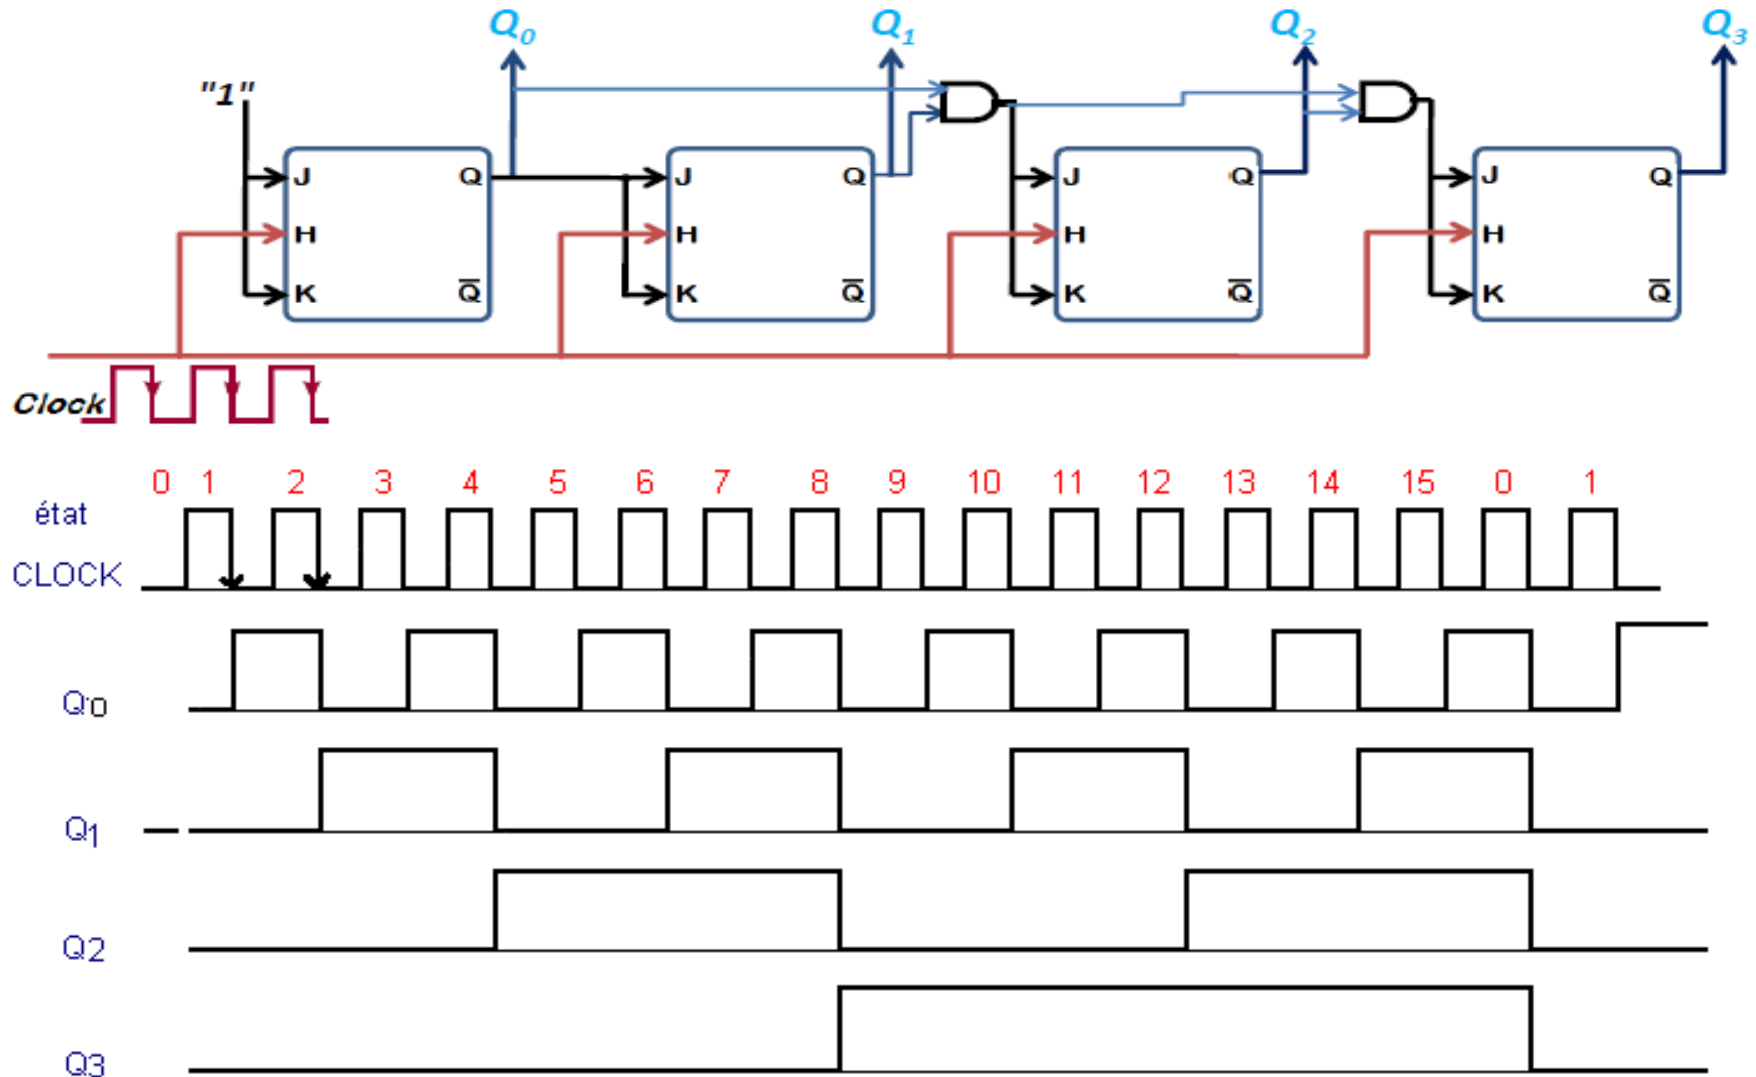 Q0 Q1 Q2 Q3
"1"
J Q J Q J Q J Q
H H H H
K Q̅ K Q̅ K Q̅ K Q̅
Clock
0 1 2 3 4 5 6 7 8 9 10 11 12 13 14 15 0 1
état
CLOCK
Q0
Q1
Q2
Q3